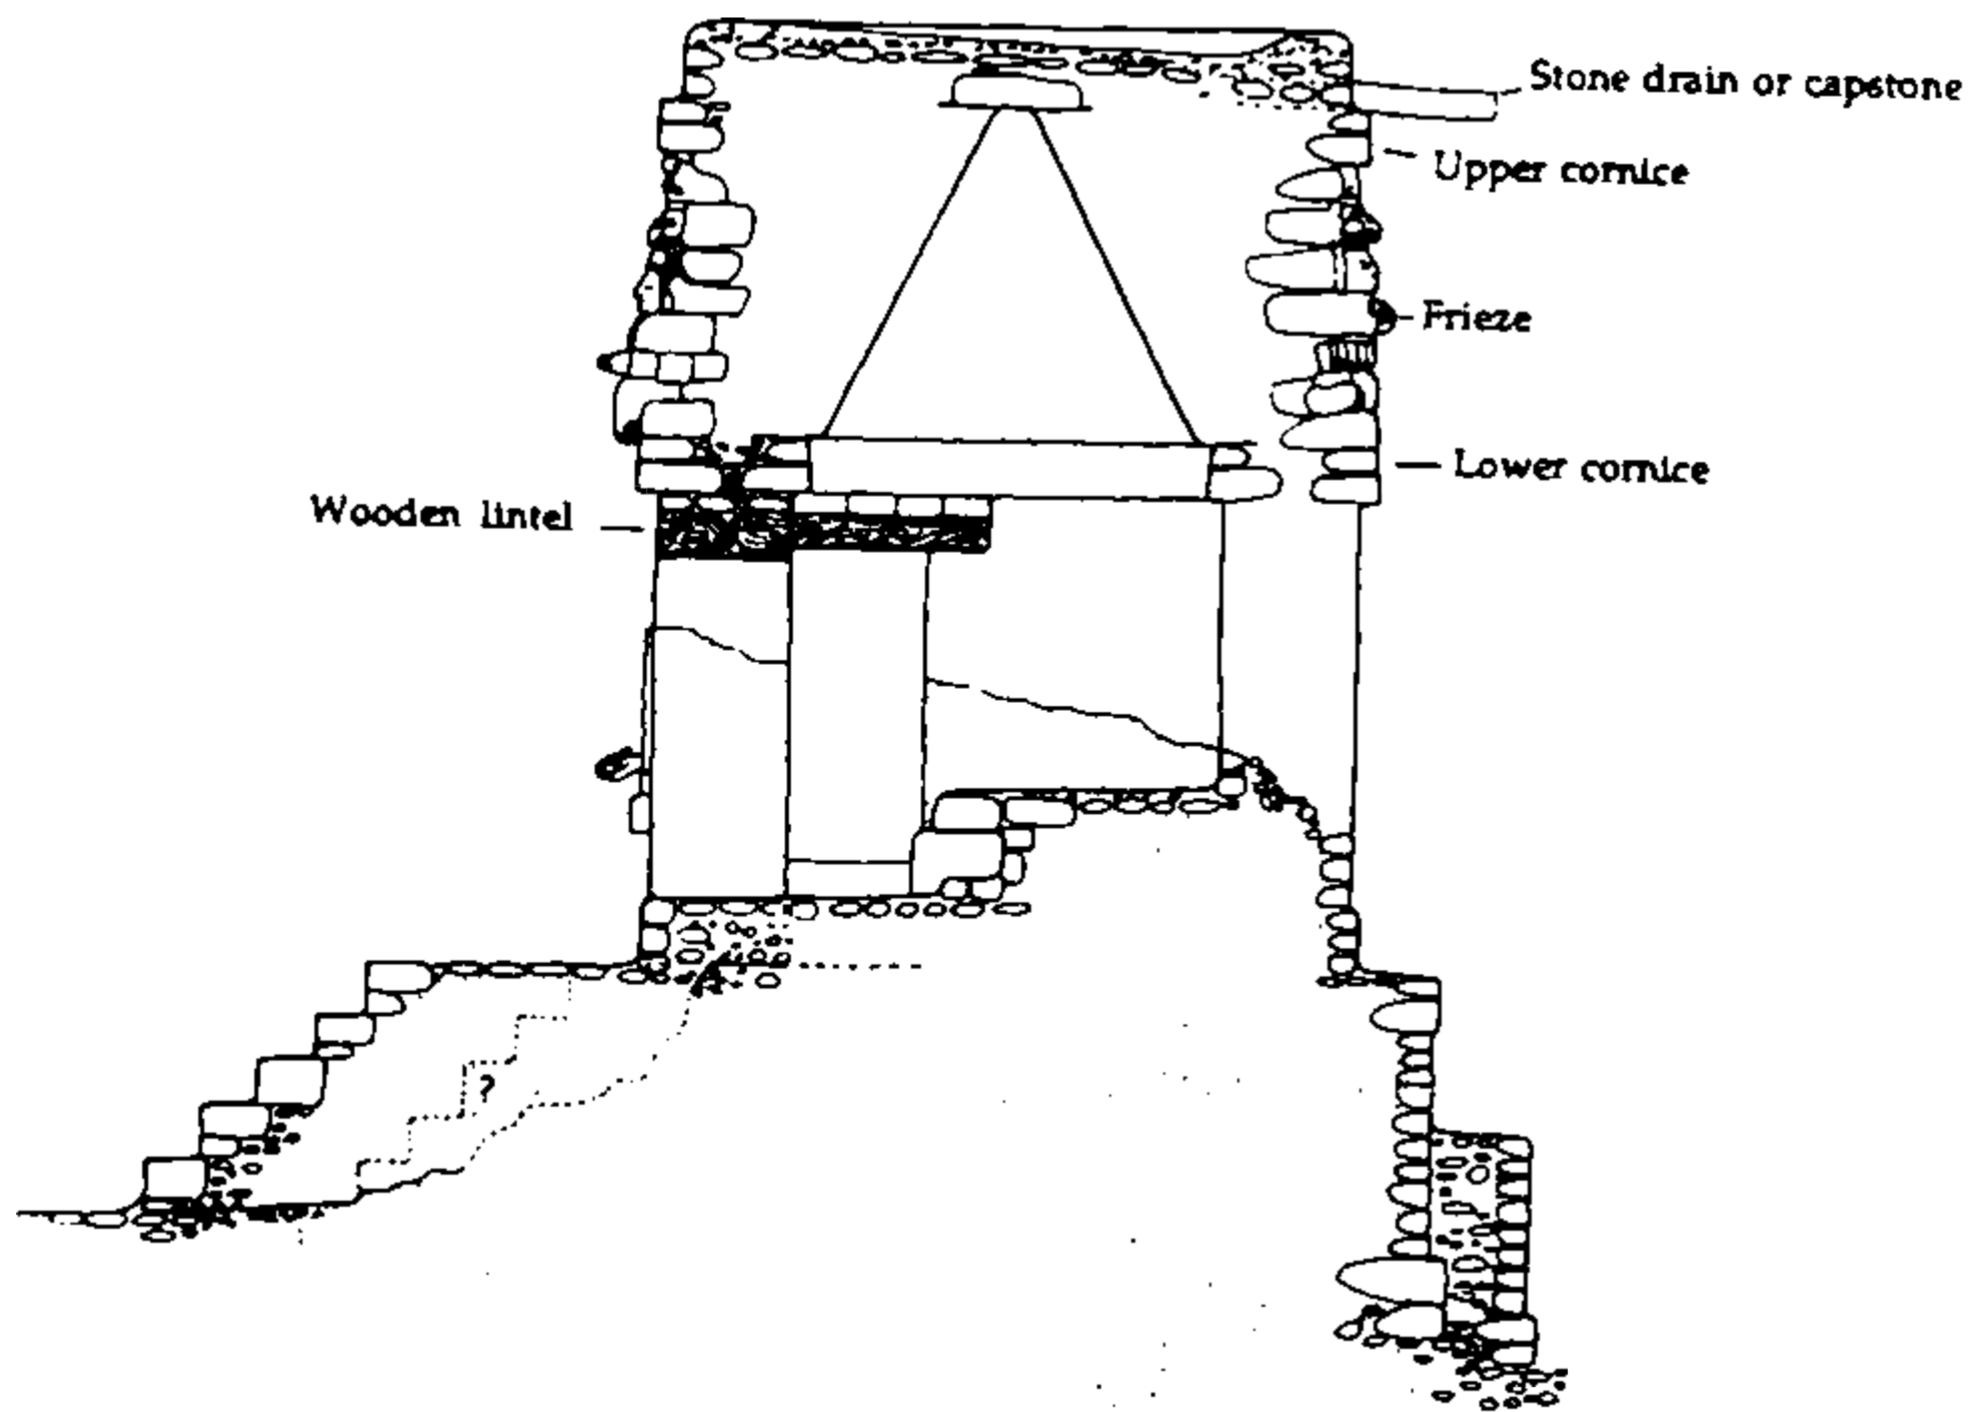 Stone drain or capstone
Upper cornice
Frieze
Lower cornice
Wooden lintel
?